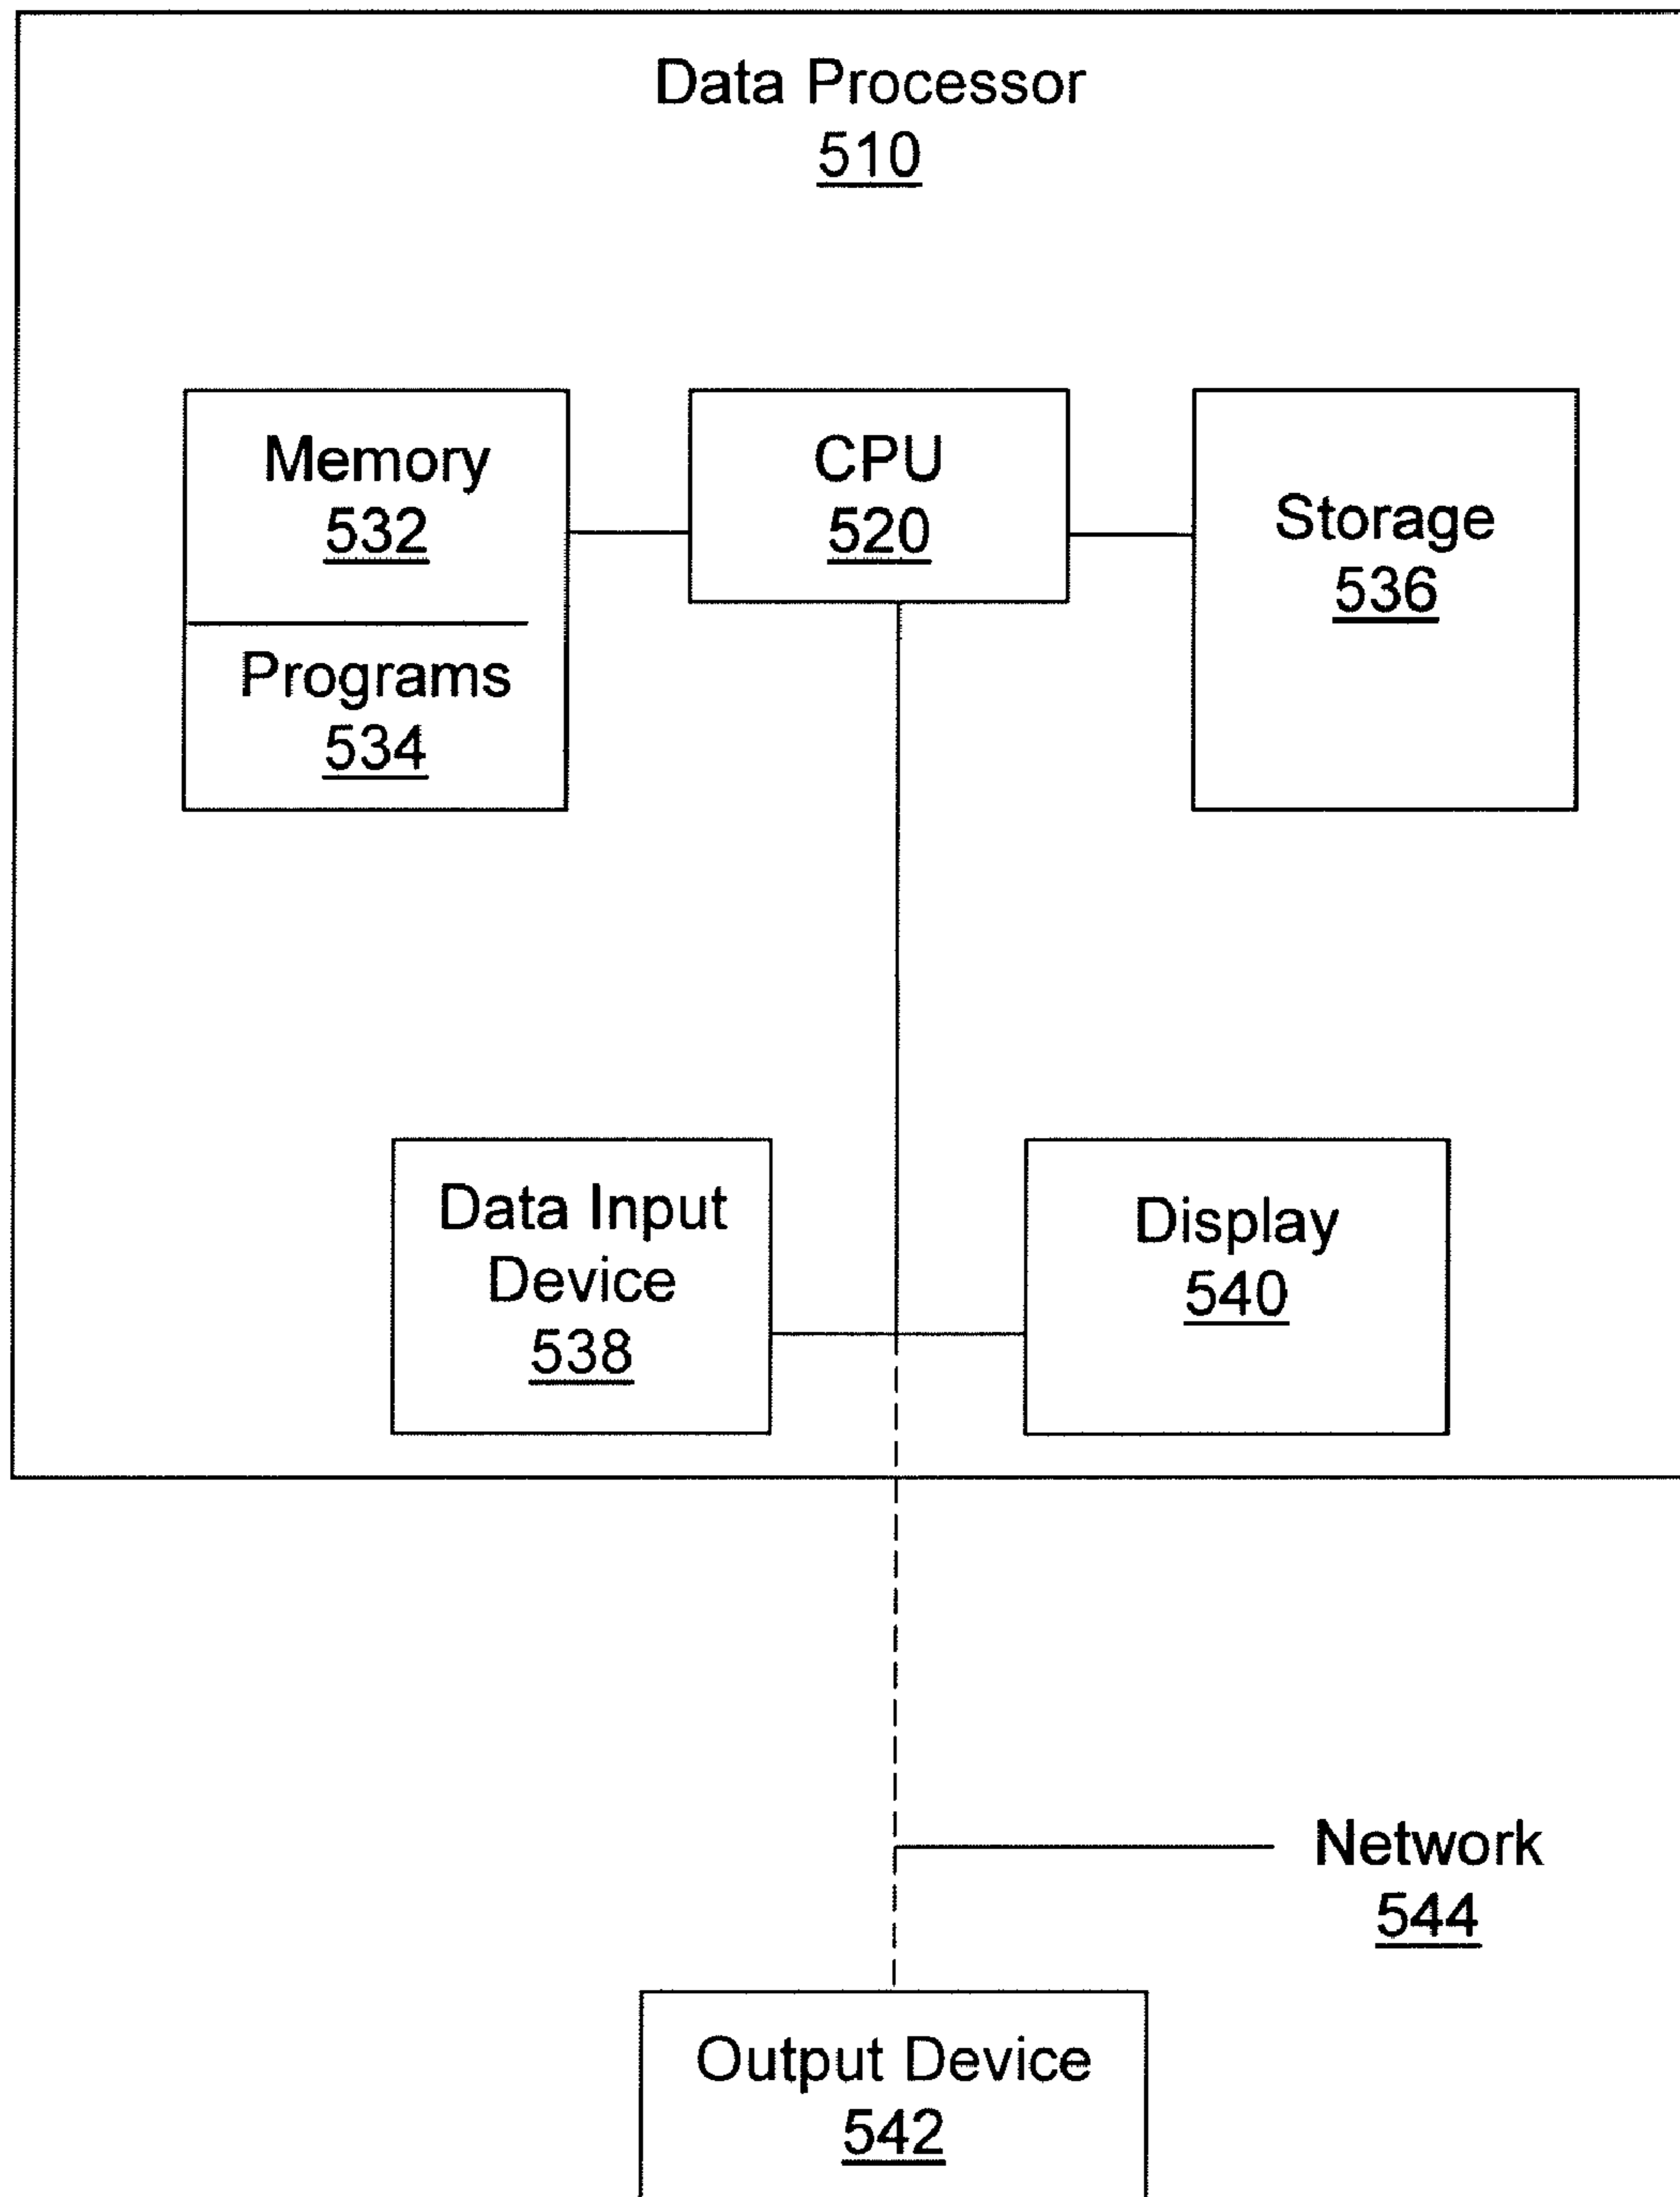 Data Processor
510
Memory
532
CPU
520
Storage
536
Programs
534
Data Input
Device
538
Display
540
Network
544
Output Device
542